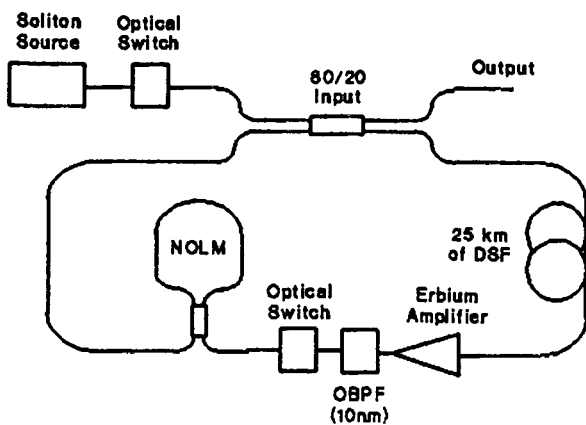 Soliton
Source
Optical
Switch
80/20
Input
Output
NOLM
25 km
of DSF
Optical
Switch
Erbium
Amplifier
OBPF
(10nm)